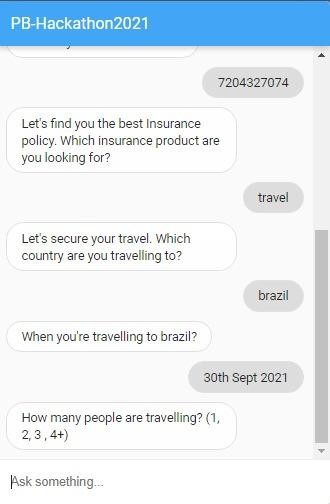 PB-Hackathon2021
7204327074
Let's find you the best Insurance
policy. Which insurance product are
you looking for?
travel
Let's secure your travel. Which
country are you travelling to?
brazil
When you're travelling to brazil?
30th Sept 2021
How many people are travelling? (1,
2, 3 , 4+)
Ask something...